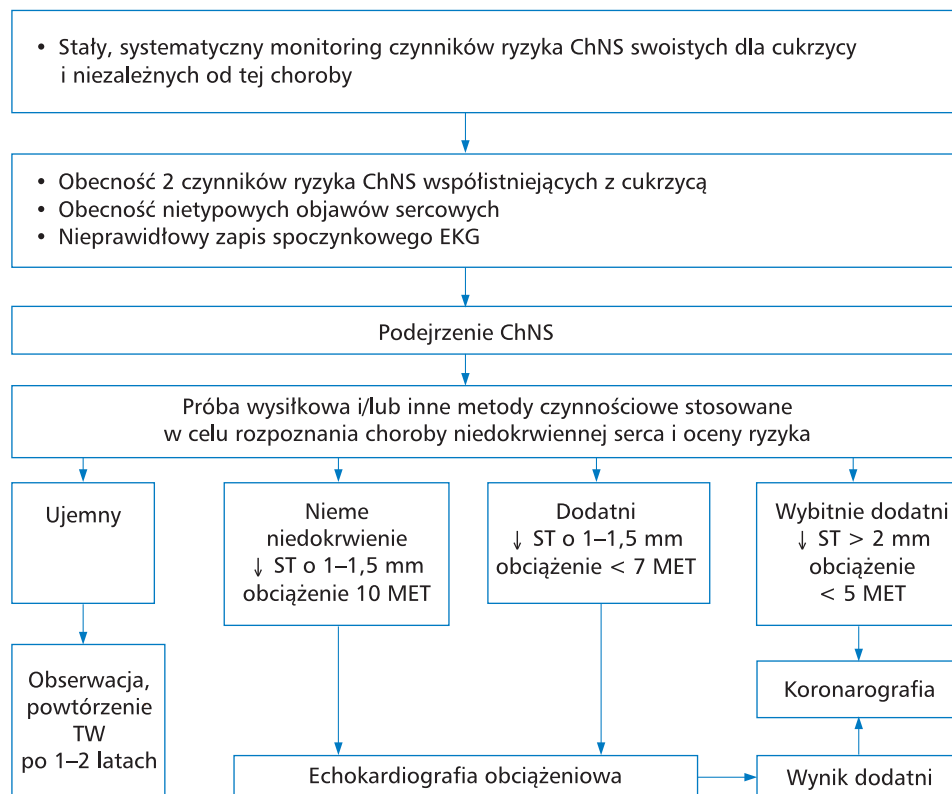 • Stały, systematyczny monitoring czynników ryzyka ChNS swoistych dla cukrzycy
i niezależnych od tej choroby
• Obecność 2 czynników ryzyka ChNS współistniejących z cukrzycą
• Obecność nietypowych objawów sercowych
• Nieprawidłowy zapis spoczynkowego EKG
Podejrzenie ChNS
Próba wysiłkowa i/lub inne metody czynnościowe stosowane
w celu rozpoznania choroby niedokrwiennej serca i oceny ryzyka
Ujemny
Nieme
niedokrwienie
↓ ST o 1–1,5 mm
obciążenie 10 MET
Dodatni
↓ ST o 1–1,5 mm
obciążenie < 7 MET
Wybitnie dodatni
↓ ST > 2 mm
obciążenie
< 5 MET
Obserwacja,
powtórzenie
TW
po 1–2 latach
Koronarografia
Echokardiografia obciążeniowa
Wynik dodatni